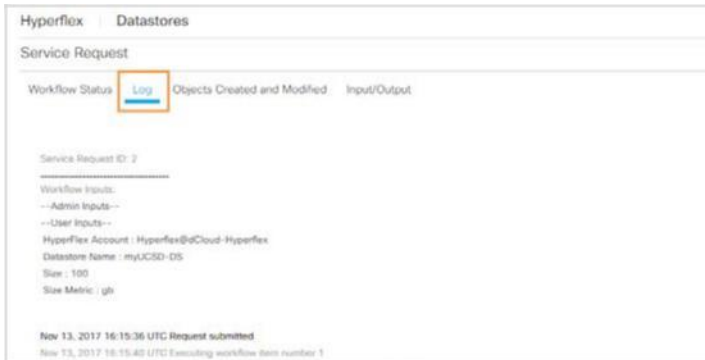 Hyperflex Datastores
Service Request
Workflow Status Log Objects Created and Modified Input/Output
Service Request ID: 2
Workflow Inputs:
--Admin Inputs--
--User Inputs--
HyperFlex Account : Hyperflex@dCloud-Hyperflex
Datastore Name : myUCSD-DS
Size : 100
Size Metric : gb
Nov 13, 2017 16:15:36 UTC Request submitted
Nov 13, 2017 16:15:40 UTC Executing workflow item number 1